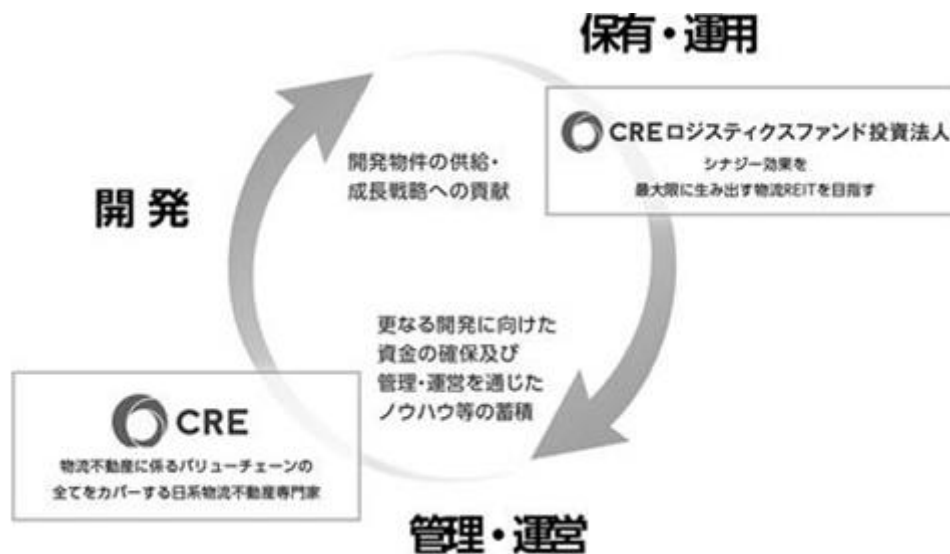 保有・運用
CREロジスティクスファンド投資法人
シナジー効果を
最大限に生み出す物流REITを目指す
開発物件の供給・
成長戦略への貢献
開発
更なる開発に向けた
資金の確保及び
管理・運営を通じた
ノウハウ等の蓄積
CRE
物流不動産に係るバリューチェーンの
全てをカバーする日系物流不動産専門家
管理・運営